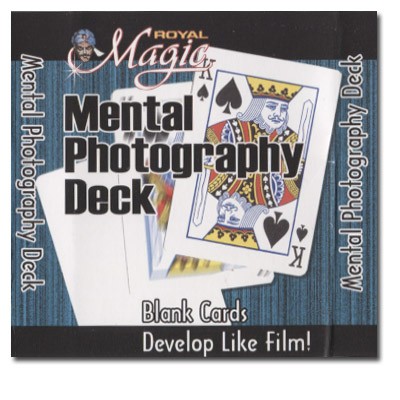 ROYAL
Magic
Mental
Photography
Deck
Mental Photography Deck
Mental Photography Deck
K
K
Blank Cards
Develop Like Film!